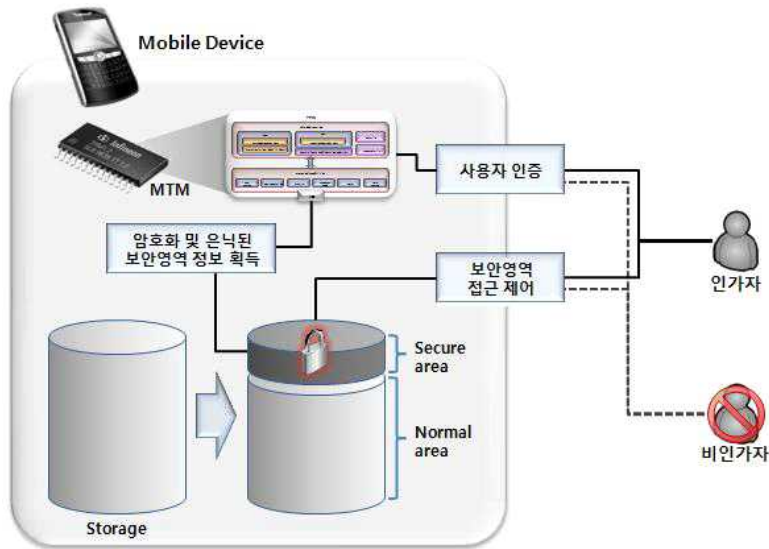 Mobile Device
Infineon
MTM
사용자 인증
암호화 및 은닉된
보안영역 정보 획득
보안영역
접근 제어
인가자
Secure
area
Normal
area
비인가자
Storage